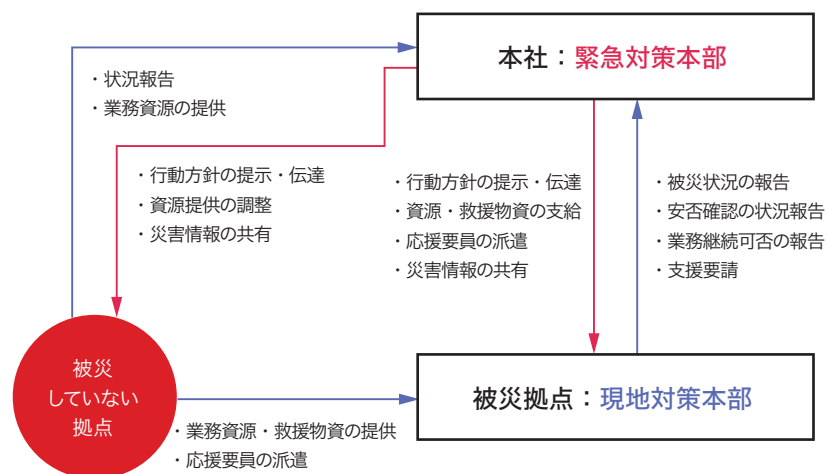 本社：緊急対策本部
・状況報告
・業務資源の提供
・行動方針の提示・伝達
・資源提供の調整
・災害情報の共有
・行動方針の提示・伝達
・資源・救援物資の支給
・応援要員の派遣
・災害情報の共有
・被災状況の報告
・安否確認の状況報告
・業務継続可否の報告
・支援要請
被災
していない
拠点
被災拠点：現地対策本部
・業務資源・救援物資の提供
・応援要員の派遣